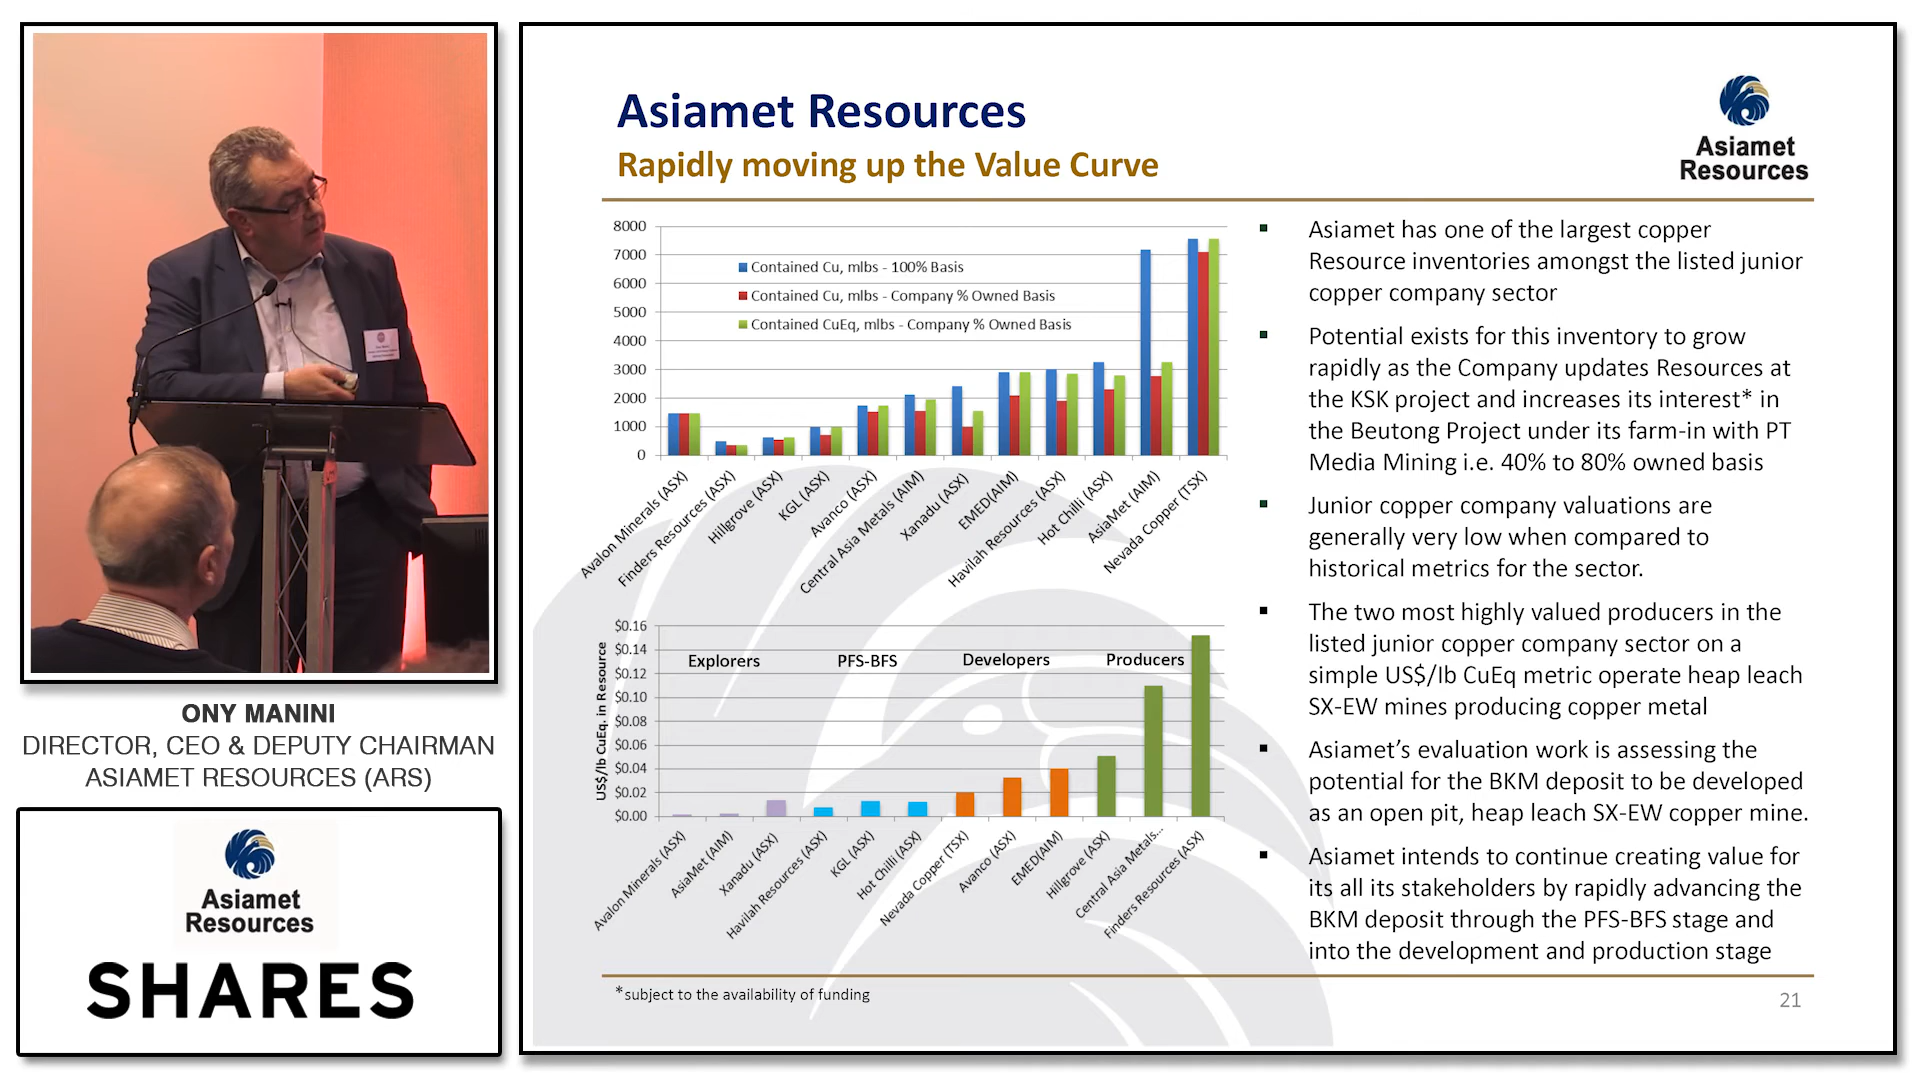 ONY MANINI
DIRECTOR, CEO & DEPUTY CHAIRMAN
ASIAMET RESOURCES (ARS)
Asiamet
Resources
SHARES
Asiamet Resources
Rapidly moving up the Value Curve
Asiamet
Resources
8000
7000
6000
5000
4000
3000
2000
1000
0
Contained Cu, mlbs - 100% Basis
Contained Cu, mlbs - Company % Owned Basis
Contained CuEq, mlbs - Company % Owned Basis
Avalon Minerals (ASX)
Finders Resources (ASX)
Hillgrove (ASX)
KGL (ASX)
Avanco (ASX)
Central Asia Metals (AIM)
Xanadu (ASX)
EMED(AIM)
Havilah Resources (ASX)
Hot Chilli (ASX)
AsiaMet (AIM)
Nevada Copper (TSX)
US$/lb CuEq. in Resource
$0.16
$0.14
$0.12
$0.10
$0.08
$0.06
$0.04
$0.02
$0.00
Explorers
PFS-BFS
Developers
Producers
Avalon Minerals (ASX)
AsiaMet (AIM)
Xanadu (ASX)
Havilah Resources (ASX)
KGL (ASX)
Hot Chilli (ASX)
Nevada Copper (TSX)
Avanco (ASX)
EMED(AIM)
Hillgrove (ASX)
Central Asia Metals...
Finders Resources (ASX)
▪ Asiamet has one of the largest copper
Resource inventories amongst the listed junior
copper company sector
▪ Potential exists for this inventory to grow
rapidly as the Company updates Resources at
the KSK project and increases its interest* in
the Beutong Project under its farm-in with PT
Media Mining i.e. 40% to 80% owned basis
▪ Junior copper company valuations are
generally very low when compared to
historical metrics for the sector.
▪ The two most highly valued producers in the
listed junior copper company sector on a
simple US$/lb CuEq metric operate heap leach
SX-EW mines producing copper metal
▪ Asiamet’s evaluation work is assessing the
potential for the BKM deposit to be developed
as an open pit, heap leach SX-EW copper mine.
▪ Asiamet intends to continue creating value for
its all its stakeholders by rapidly advancing the
BKM deposit through the PFS-BFS stage and
into the development and production stage
*subject to the availability of funding
21